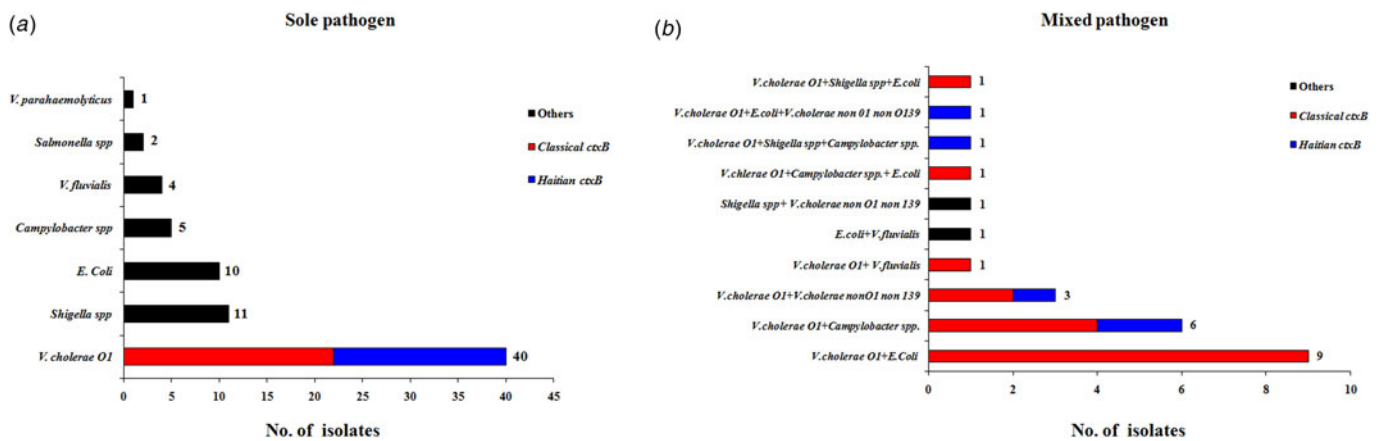 (a)
Sole pathogen
V. parahaemolyticus
1
Salmonella spp
2
V. fluvialis
4
Campylobacter spp
5
E. Coli
10
Shigella spp
11
V. cholerae O1
40
0 5 10 15 20 25 30 35 40 45
No. of isolates
Others
Classical ctxB
Haitian ctxB
(b)
Mixed pathogen
V.cholerae O1+Shigella spp+E.coli
1
V.cholerae O1+E.coli+V.cholerae non 01 non O139
1
V.cholerae O1+Shigella spp+Campylobacter spp.
1
V.chlerae O1+Campylobacter spp.+ E.coli
1
Shigella spp+ V.cholerae non O1 non 139
1
E.coli+V.fluvialis
1
V.cholerae O1+ V.fluvialis
1
V.cholerae O1+V.cholerae nonO1 non 139
3
V.cholerae O1+Campylobacter spp.
6
V.cholerae O1+E.Coli
9
0 2 4 6 8 10
No. of isolates
Others
Classical ctxB
Haitian ctxB